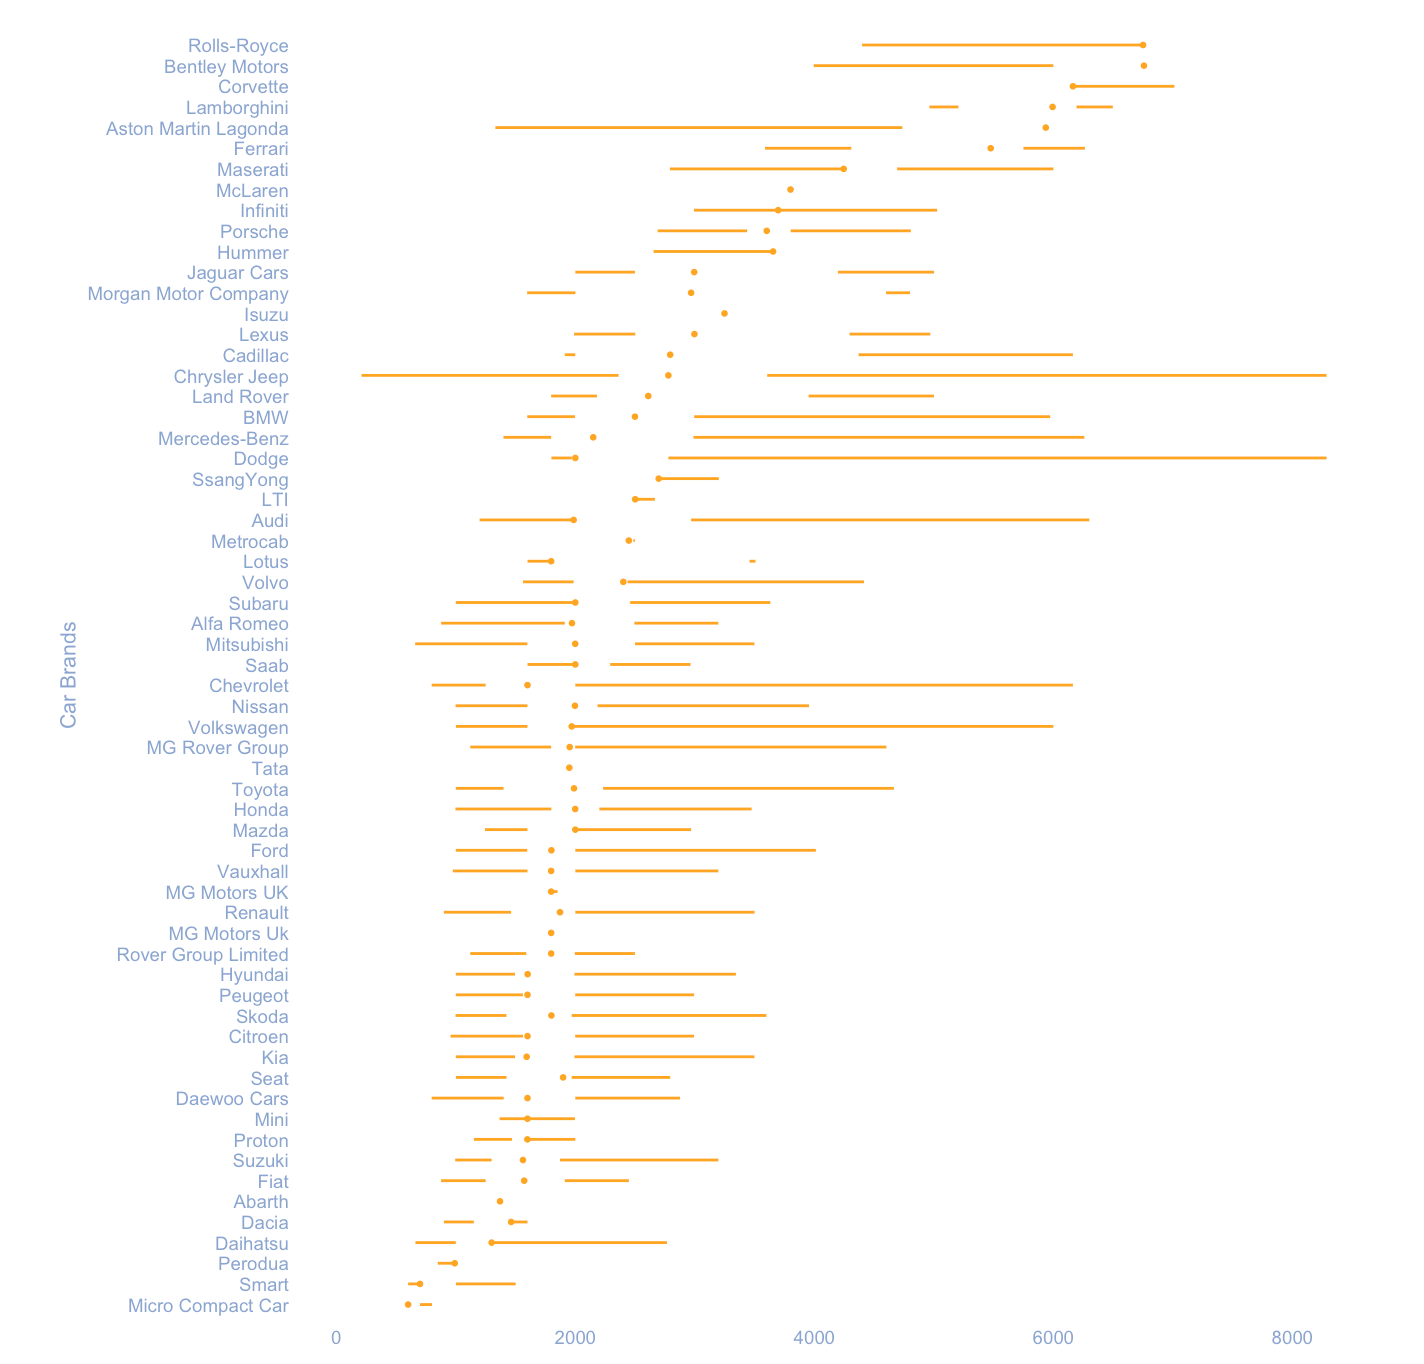 Rolls-Royce
Bentley Motors
Corvette
Lamborghini
Aston Martin Lagonda
Ferrari
Maserati
McLaren
Infiniti
Porsche
Hummer
Jaguar Cars
Morgan Motor Company
Isuzu
Lexus
Cadillac
Chrysler Jeep
Land Rover
BMW
Mercedes-Benz
Dodge
SsangYong
LTI
Audi
Metrocab
Lotus
Volvo
Subaru
Alfa Romeo
Mitsubishi
Saab
Chevrolet
Nissan
Volkswagen
MG Rover Group
Tata
Toyota
Honda
Mazda
Ford
Vauxhall
MG Motors UK
Renault
MG Motors Uk
Rover Group Limited
Hyundai
Peugeot
Skoda
Citroen
Kia
Seat
Daewoo Cars
Mini
Proton
Suzuki
Fiat
Abarth
Dacia
Daihatsu
Perodua
Smart
Micro Compact Car
Car Brands
0 2000 4000 6000 8000